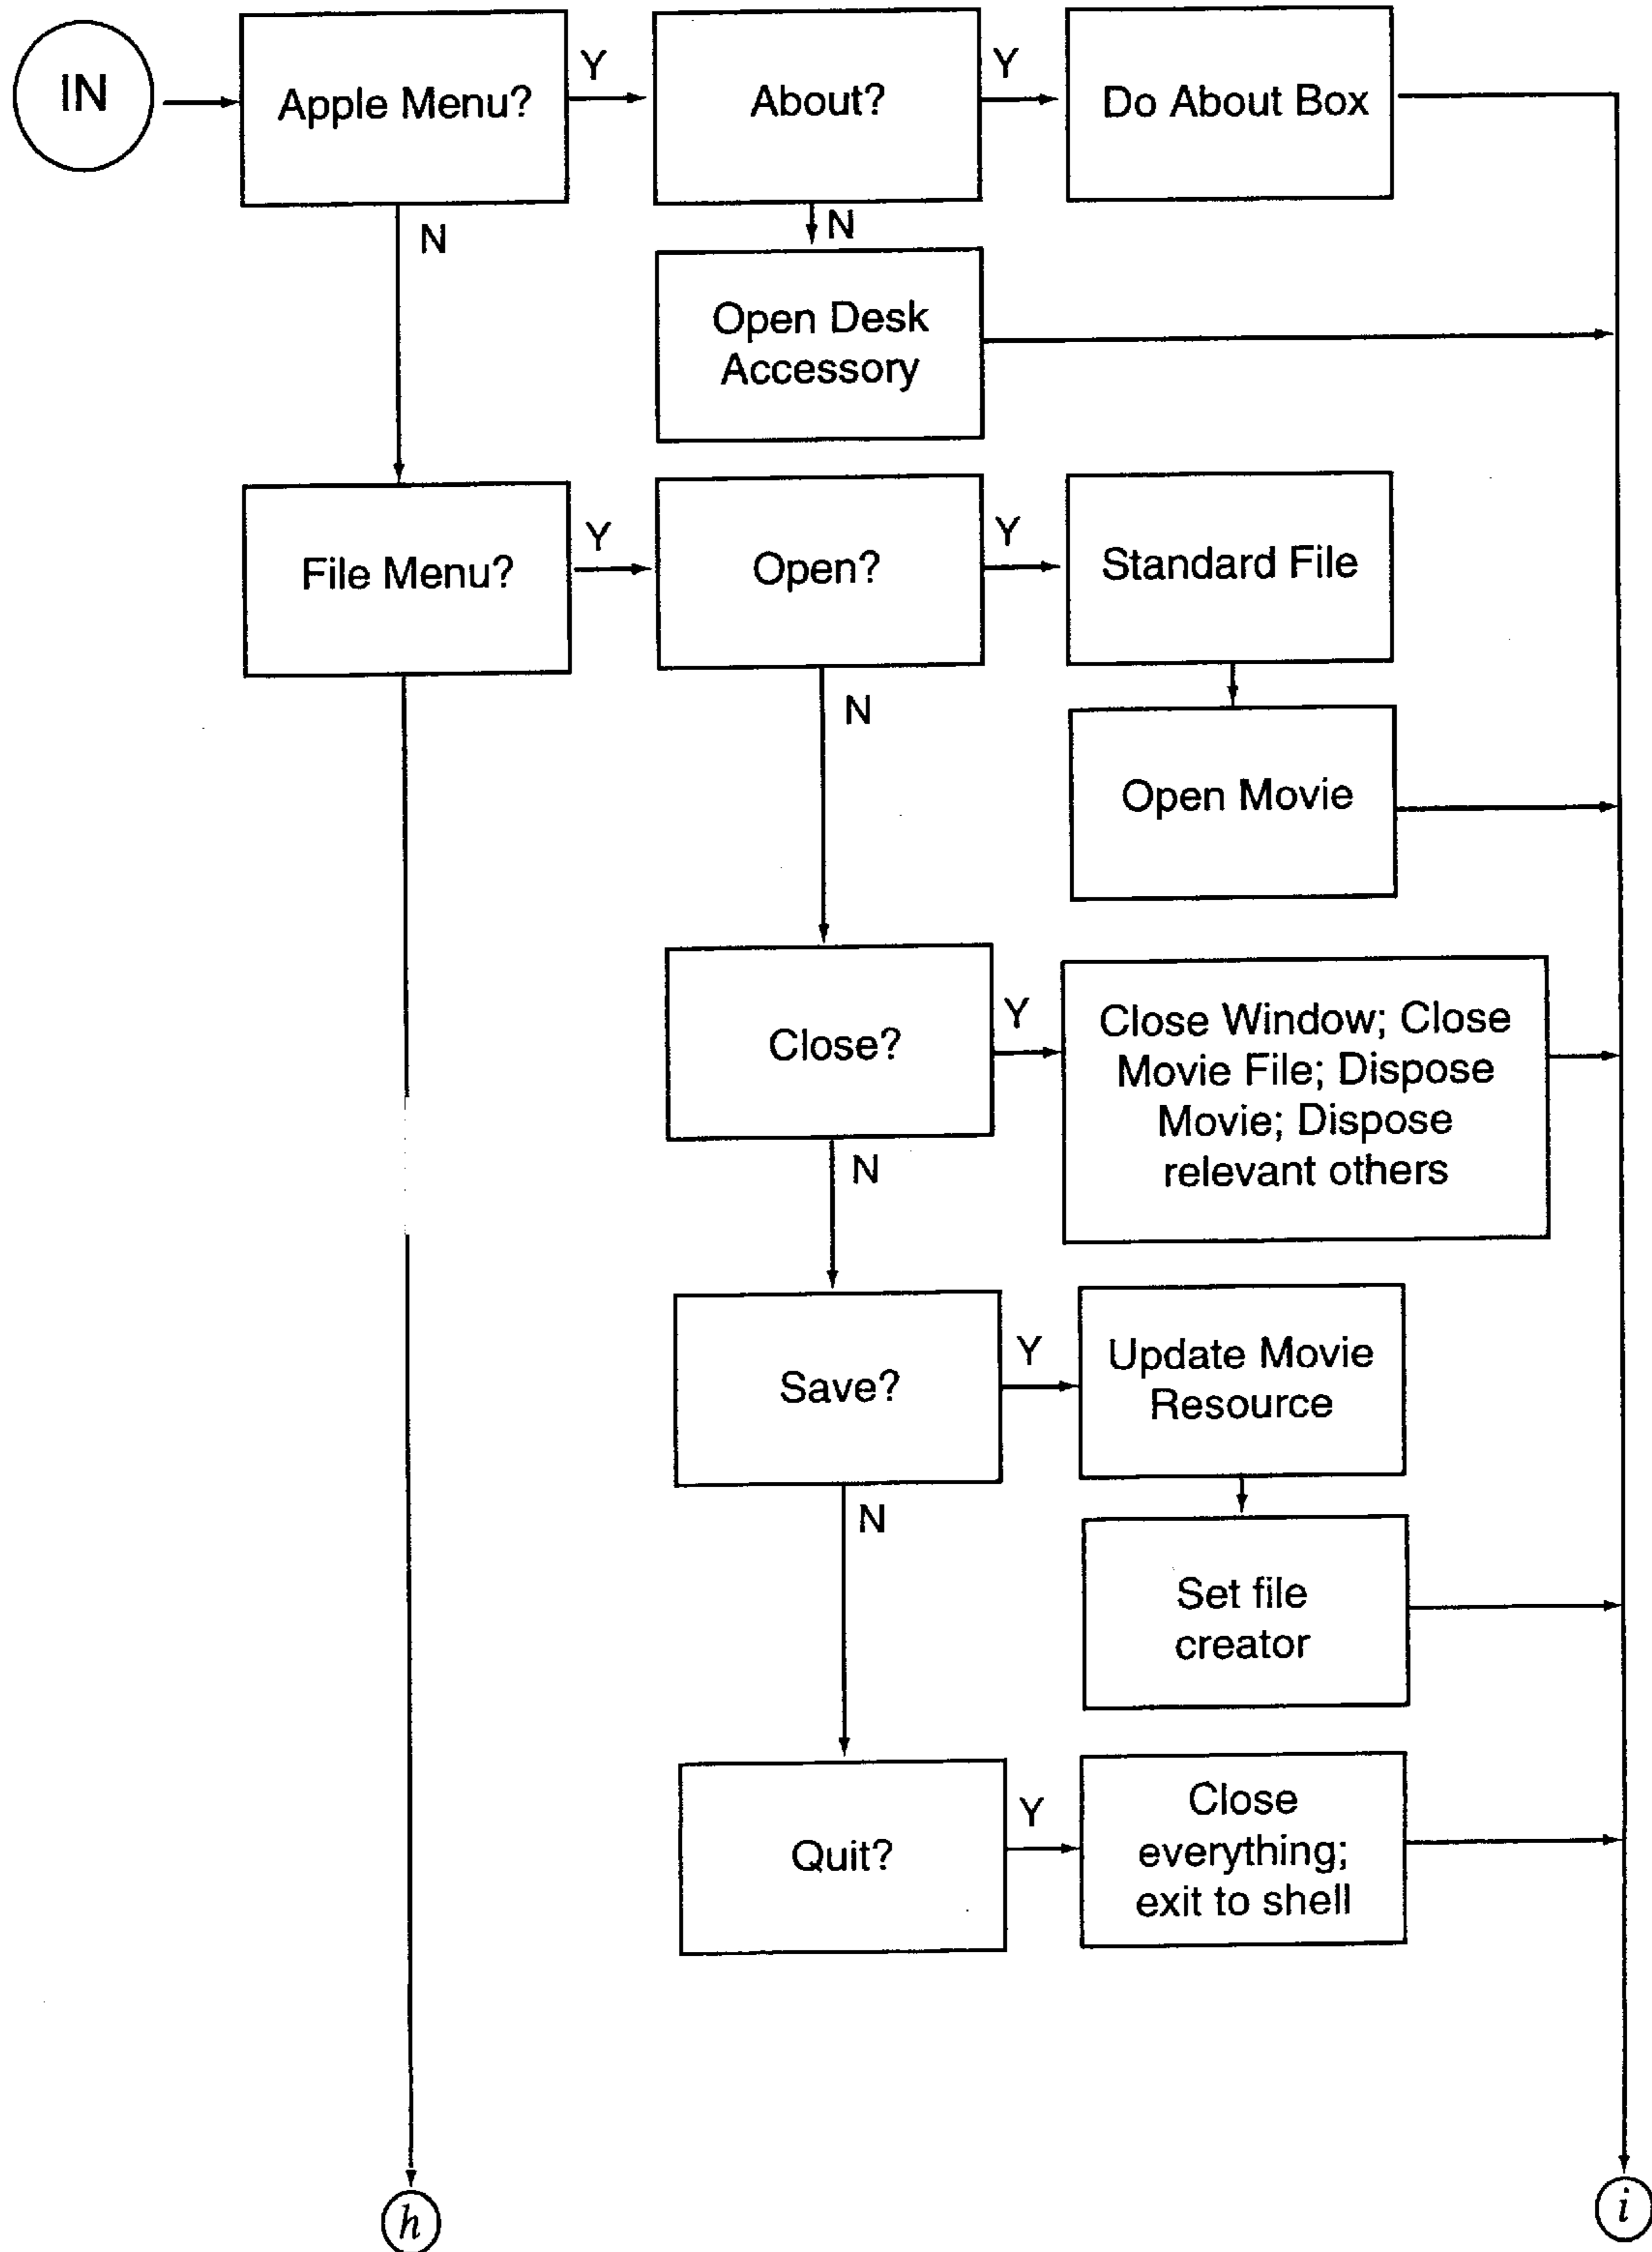 IN
Apple Menu?
Y
About?
Y
Do About Box
N
N
Open Desk
Accessory
File Menu?
Y
Open?
Y
Standard File
N
Open Movie
Close?
Y
Close Window; Close
Movie File; Dispose
Movie; Dispose
relevant others
N
Save?
Y
Update Movie
Resource
N
Set file
creator
Quit?
Y
Close
everything;
exit to shell
h
i